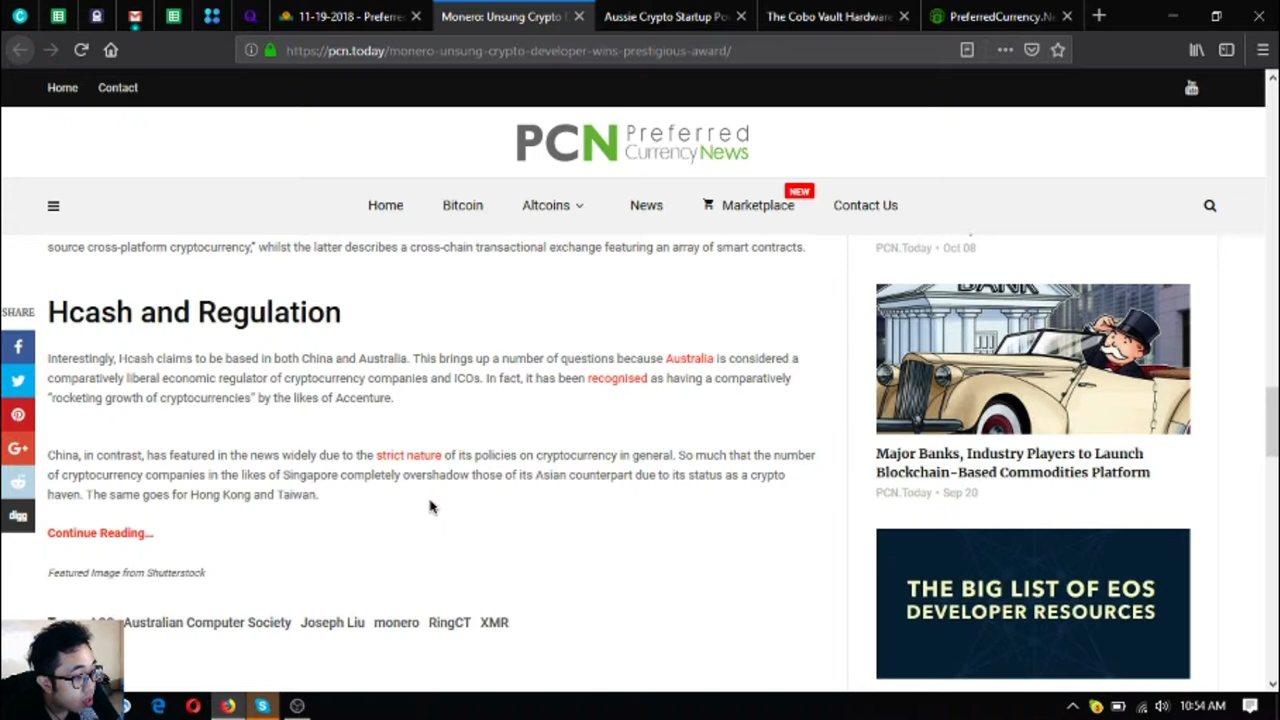 11-19-2018 - Preferre
Monero: Unsung Crypto
Aussie Crypto Startup Po
The Cobo Vault Hardware
PreferredCurrency.N
https://pcn.today/monero-unsung-crypto-developer-wins-prestigious-award/
Home Contact
PCN Preferred
CurrencyNews
Home Bitcoin Altcoins News Marketplace NEW Contact Us
source cross-platform cryptocurrency," whilst the latter describes a cross-chain transactional exchange featuring an array of smart contracts.
PCN.Today • Oct 08
Hcash and Regulation
SHARE
Interestingly, Hcash claims to be based in both China and Australia. This brings up a number of questions because Australia is considered a
comparatively liberal economic regulator of cryptocurrency companies and ICOs. In fact, it has been recognised as having a comparatively
“rocketing growth of cryptocurrencies” by the likes of Accenture.
China, in contrast, has featured in the news widely due to the strict nature of its policies on cryptocurrency in general. So much that the number
of cryptocurrency companies in the likes of Singapore completely overshadow those of its Asian counterpart due to its status as a crypto
haven. The same goes for Hong Kong and Taiwan.
Continue Reading...
Featured Image from Shutterstock
Australian Computer Society Joseph Liu monero RingCT XMR
digg
BANK
Major Banks, Industry Players to Launch
Blockchain-Based Commodities Platform
PCN.Today • Sep 20
THE BIG LIST OF EOS
DEVELOPER RESOURCES
10:54 AM